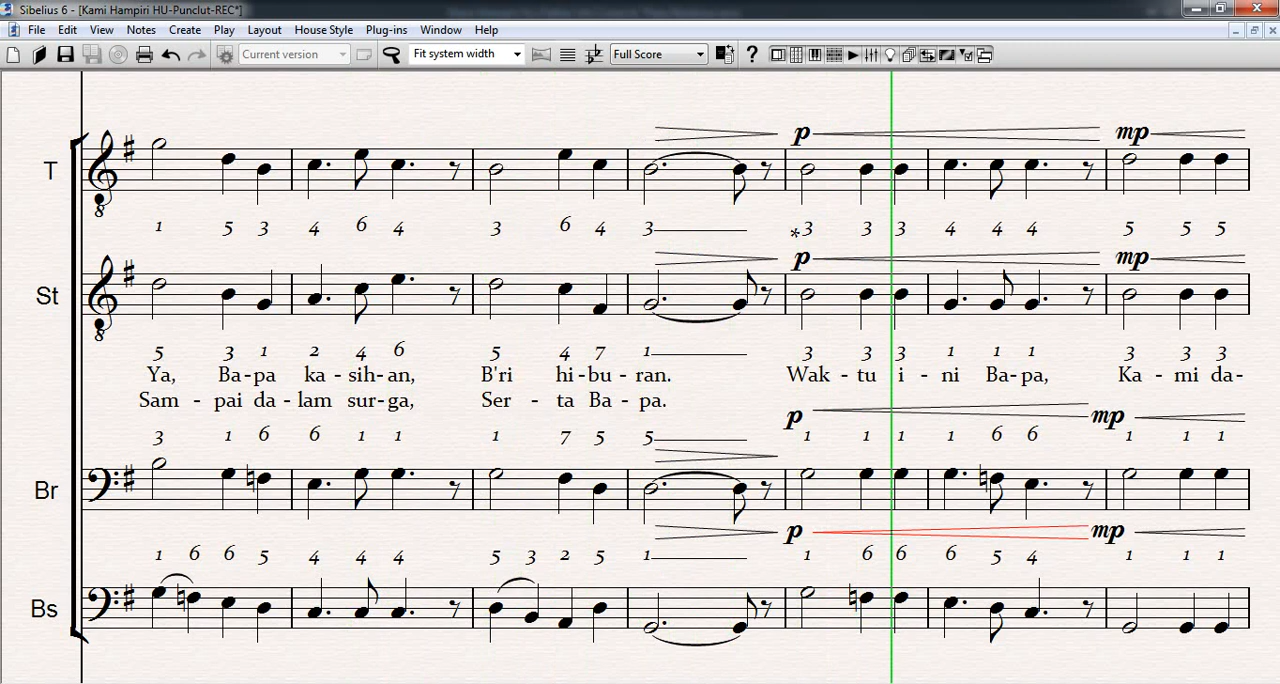 Sibelius 6 - [Kami Hampiri HU-Punclut-REC*]
File Edit View Notes Create Play Layout House Style Plug-ins Window Help
Current version Fit system width Full Score ?
p mp
T
8
1 5 3 4 6 4 3 6 4 3 *3 3 3 4 4 4 5 5 5
p mp
St
8
5 3 1 2 4 6 5 4 7 1 3 3 3 1 1 1 3 3 3
Ya, Ba-pa ka-sih-an, B'ri hi-bu-ran. Wak-tu i-ni Ba-pa, Ka-mi da-
Sam-pai da-lam sur-ga, Ser-ta Ba-pa.
p mp
3 1 6 6 1 1 1 7 5 5 1 1 1 1 6 6 1 1 1
Br
p mp
1 6 6 5 4 4 4 5 3 2 5 1 1 6 6 6 5 4 1 1 1
Bs